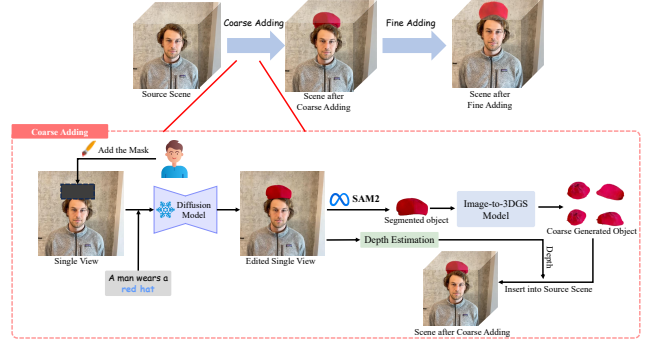 Coarse Adding
Fine Adding
Source Scene
Scene after
Coarse Adding
Scene after
Fine Adding
Coarse Adding
Add the Mask
Diffusion
Model
SAM2
Segmented object
Image-to-3DGS
Model
Coarse Generated Object
Single View
Edited Single View
Depth Estimation
Depth
A man wears a
red hat
Insert into Source Scene
Scene after Coarse Adding